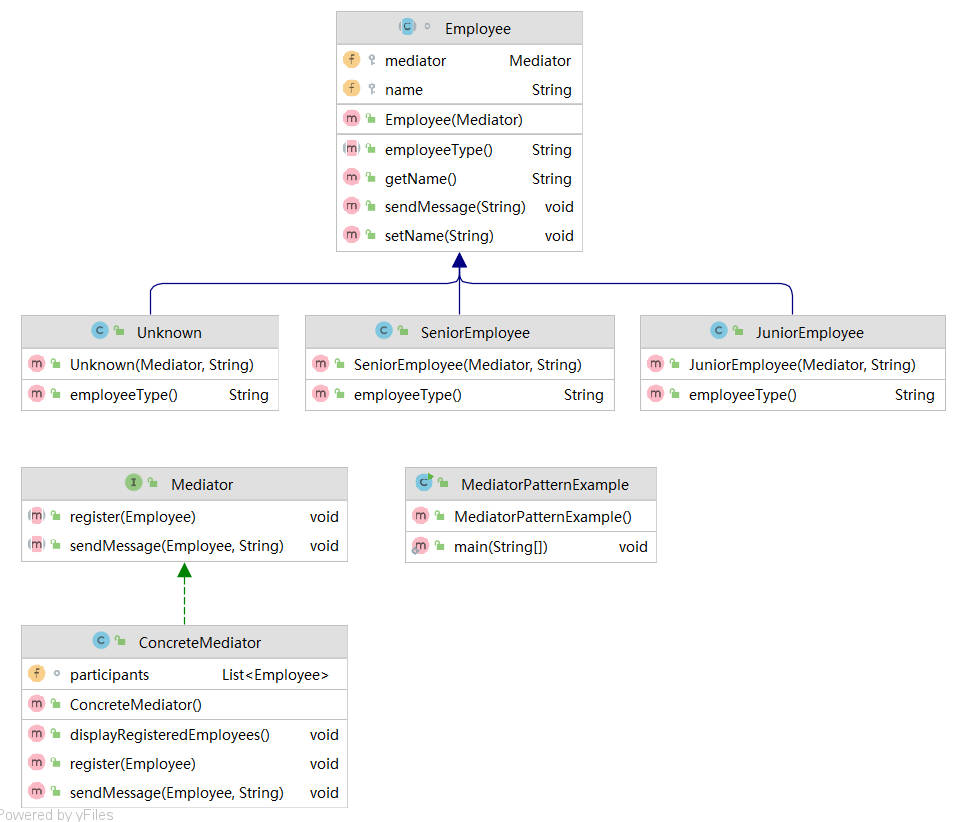 Employee
mediator Mediator
name String
Employee(Mediator)
employeeType() String
getName() String
sendMessage(String) void
setName(String) void
Unknown
Unknown(Mediator, String)
employeeType() String
SeniorEmployee
SeniorEmployee(Mediator, String)
employeeType() String
JuniorEmployee
JuniorEmployee(Mediator, String)
employeeType() String
Mediator
register(Employee) void
sendMessage(Employee, String) void
MediatorPatternExample
MediatorPatternExample()
main(String[]) void
ConcreteMediator
participants List<Employee>
ConcreteMediator()
displayRegisteredEmployees() void
register(Employee) void
sendMessage(Employee, String) void
Powered by yFiles